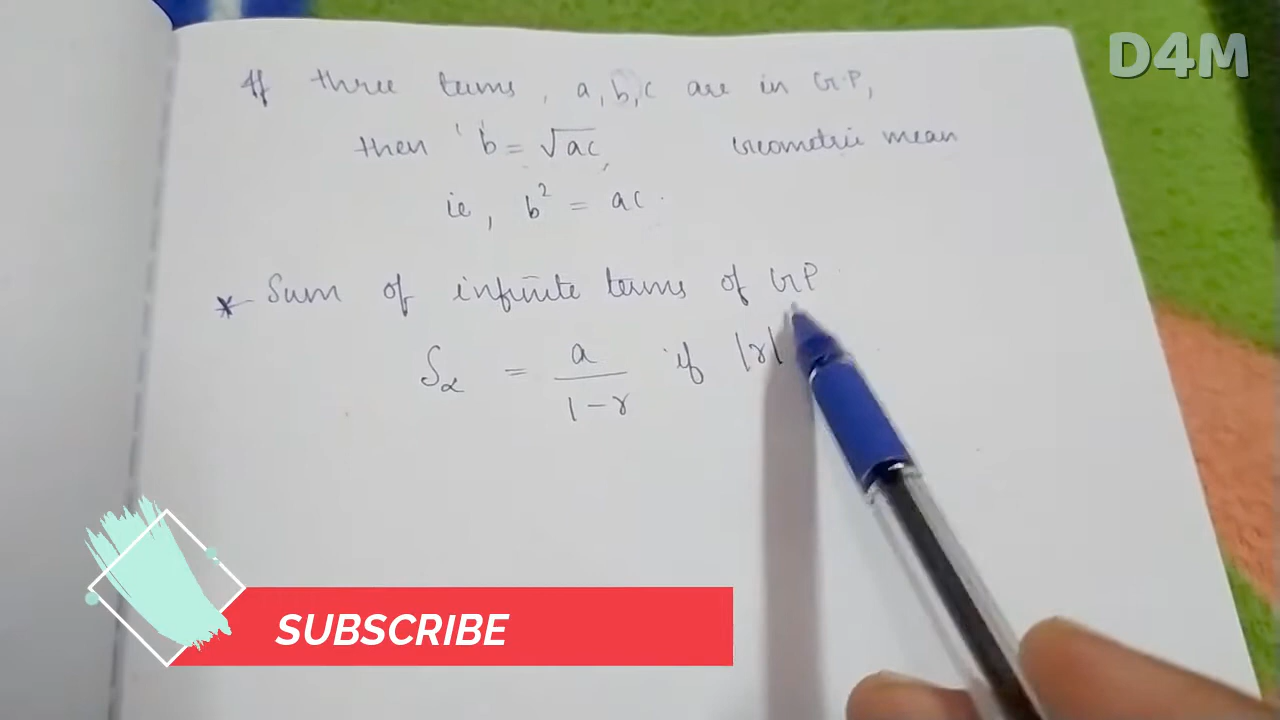 D4M
If three terms, a, b, c are in G.P,
then b = √ac, Geometric mean
ie, b² = ac.
* Sum of infinite terms of GP
S∝ = a/(1-r) if |r|
SUBSCRIBE